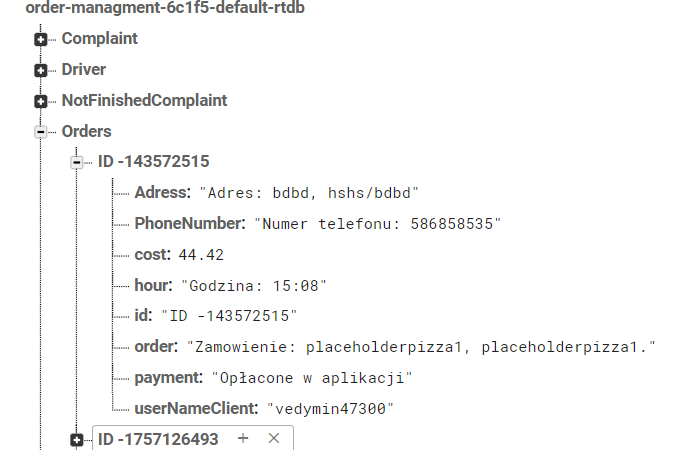 order-managment-6c1f5-default-rtdb
Complaint
Driver
NotFinishedComplaint
Orders
ID -143572515
Adress: "Adres: bdbd, hshs/bdbd"
PhoneNumber: "Numer telefonu: 586858535"
cost: 44.42
hour: "Godzina: 15:08"
id: "ID -143572515"
order: "Zamowienie: placeholderpizza1, placeholderpizza1."
payment: "Opłacone w aplikacji"
userNameClient: "vedymin47300"
ID -1757126493